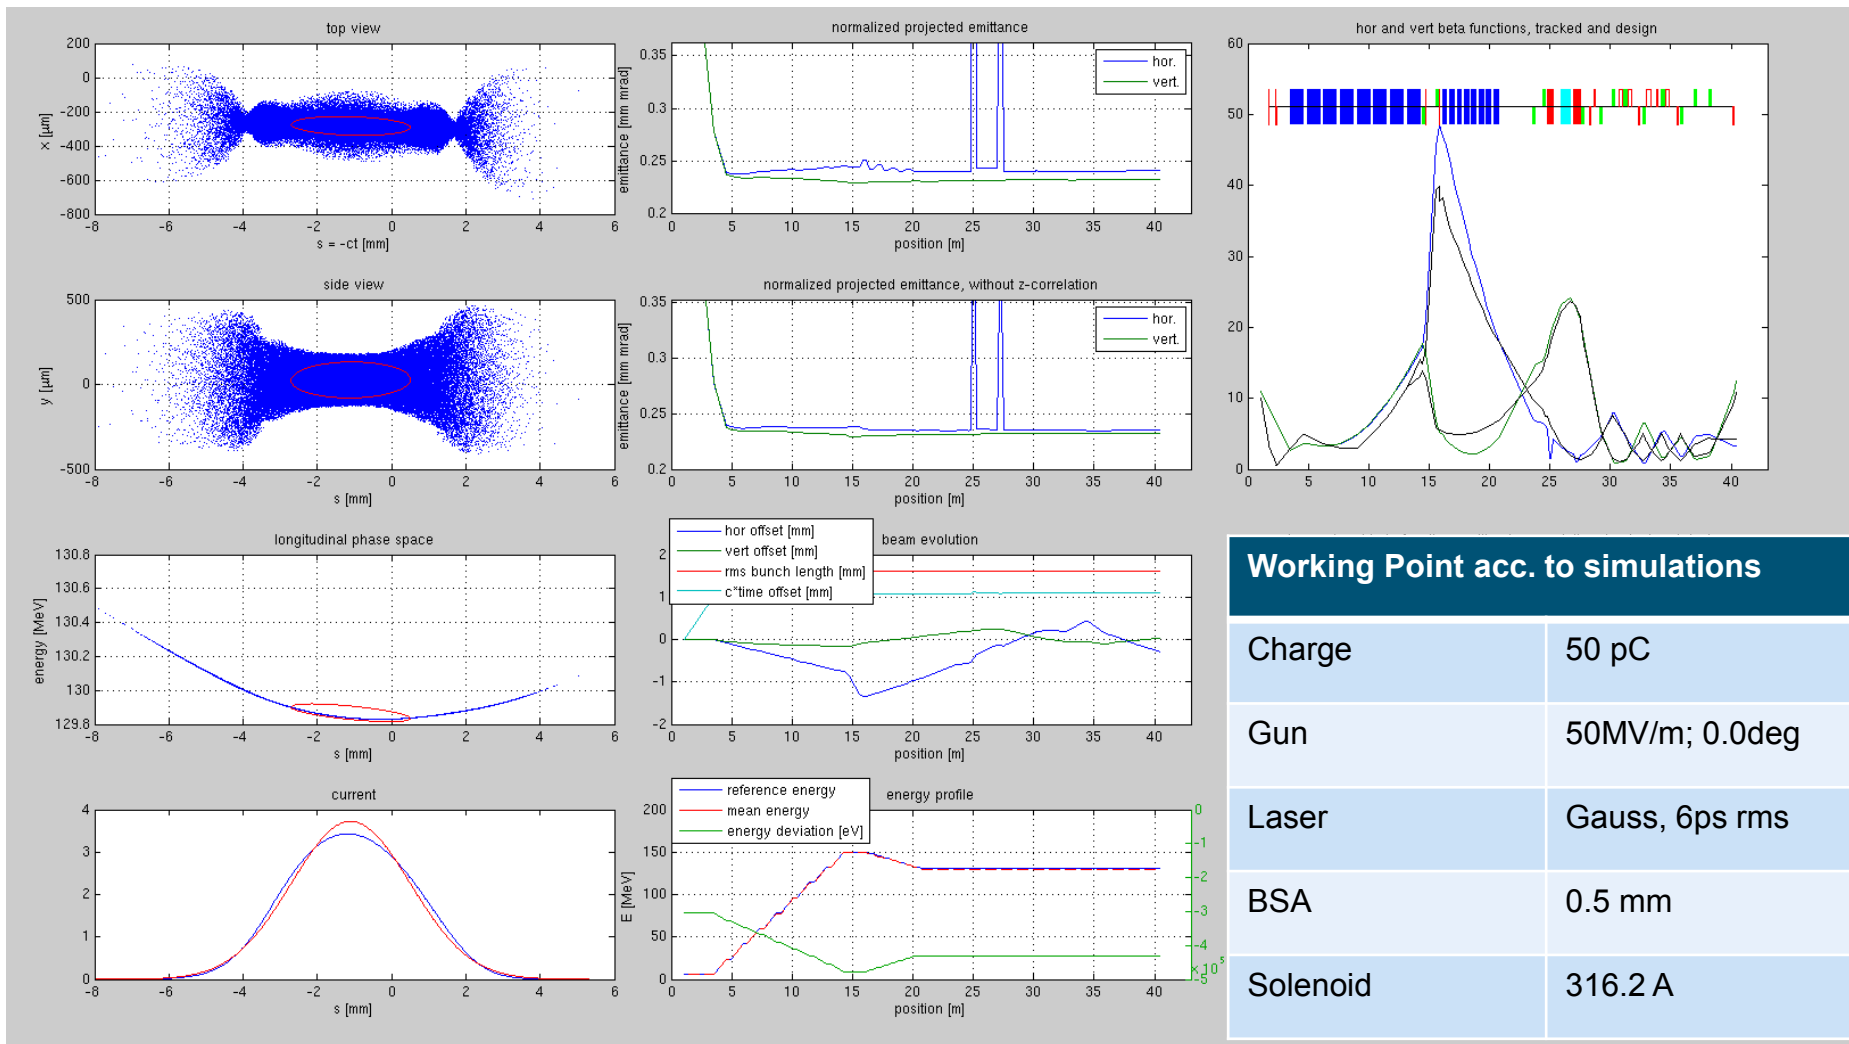 top view
200
0
-200
-400
-600
-800
x [µm]
-8 -6 -4 -2 0 2 4 6
s = -ct [mm]
normalized projected emittance
0.35
0.3
0.25
0.2
emittance [mm mrad]
hor.
vert.
0 5 10 15 20 25 30 35 40
position [m]
hor and vert beta functions, tracked and design
60
50
40
30
20
10
0
0 5 10 15 20 25 30 35 40
side view
500
0
-500
y [µm]
-8 -6 -4 -2 0 2 4 6
s [mm]
normalized projected emittance, without z-correlation
0.35
0.3
0.25
0.2
emittance [mm mrad]
hor.
vert.
0 5 10 15 20 25 30 35 40
position [m]
longitudinal phase space
130.8
130.6
130.4
130.2
130
129.8
energy [MeV]
-8 -6 -4 -2 0 2 4 6
s [mm]
beam evolution
hor offset [mm]
vert offset [mm]
rms bunch length [mm]
c*time offset [mm]
2
1
0
-1
-2
0 5 10 15 20 25 30 35 40
position [m]
current
4
3
2
1
0
-8 -6 -4 -2 0 2 4 6
s [mm]
energy profile
reference energy
mean energy
energy deviation [eV]
200
150
100
50
0
E [MeV]
0
-1
-2
-3
-4
-5
× 10^5
0 5 10 15 20 25 30 35 40
position [m]
Working Point acc. to simulations
Charge 50 pC
Gun 50MV/m; 0.0deg
Laser Gauss, 6ps rms
BSA 0.5 mm
Solenoid 316.2 A